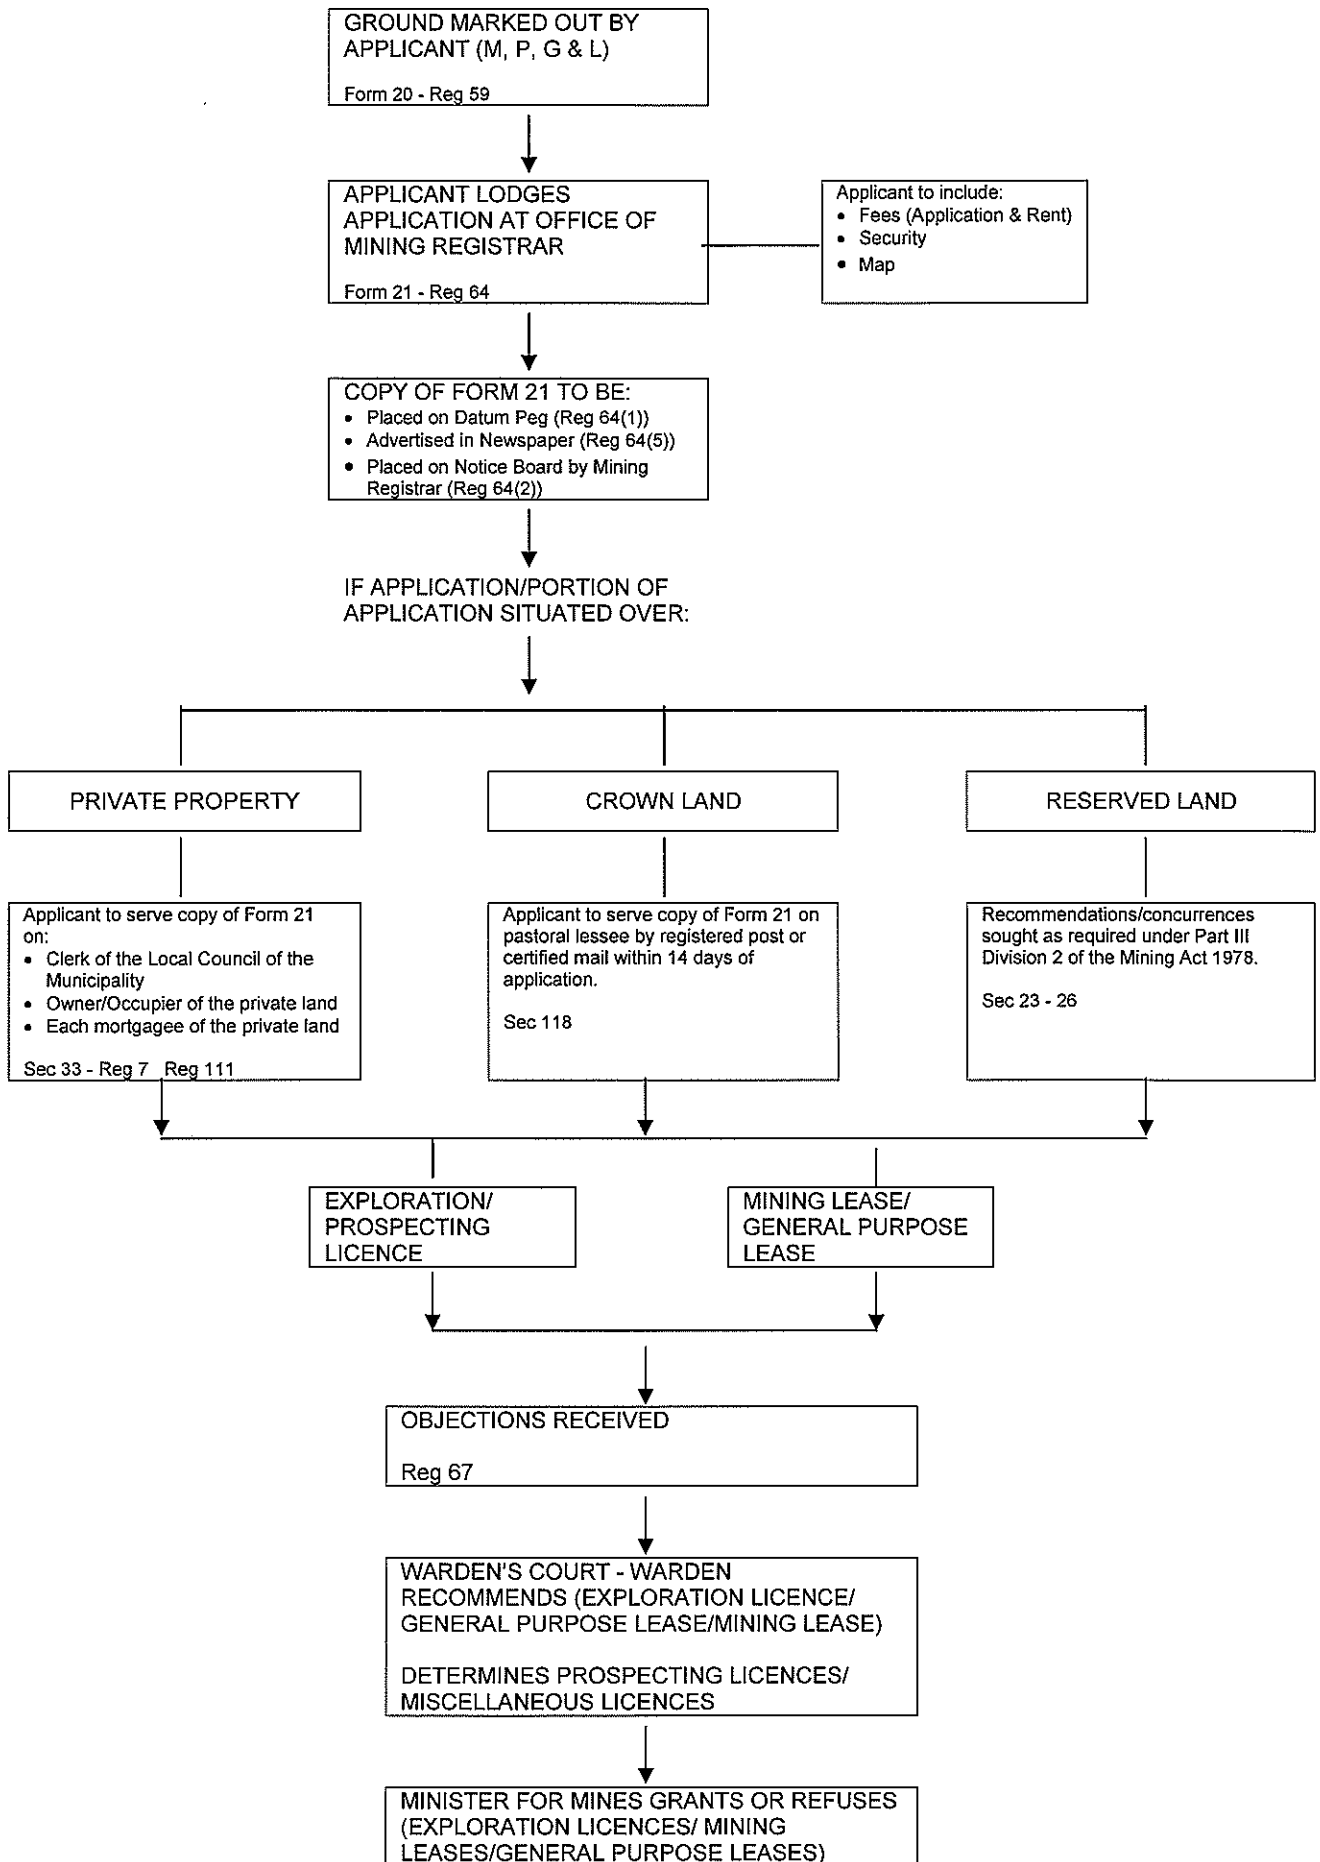 GROUND MARKED OUT BY
APPLICANT (M, P, G & L)
Form 20 - Reg 59
APPLICANT LODGES
APPLICATION AT OFFICE OF
MINING REGISTRAR
Form 21 - Reg 64
Applicant to include:
• Fees (Application & Rent)
• Security
• Map
COPY OF FORM 21 TO BE:
• Placed on Datum Peg (Reg 64(1))
• Advertised in Newspaper (Reg 64(5))
• Placed on Notice Board by Mining
Registrar (Reg 64(2))
IF APPLICATION/PORTION OF
APPLICATION SITUATED OVER:
PRIVATE PROPERTY
CROWN LAND
RESERVED LAND
Applicant to serve copy of Form 21
on:
• Clerk of the Local Council of the
Municipality
• Owner/Occupier of the private land
• Each mortgagee of the private land
Sec 33 - Reg 7 Reg 111
Applicant to serve copy of Form 21 on
pastoral lessee by registered post or
certified mail within 14 days of
application.
Sec 118
Recommendations/concurrences
sought as required under Part III
Division 2 of the Mining Act 1978.
Sec 23 - 26
EXPLORATION/
PROSPECTING
LICENCE
MINING LEASE/
GENERAL PURPOSE
LEASE
OBJECTIONS RECEIVED
Reg 67
WARDEN'S COURT - WARDEN
RECOMMENDS (EXPLORATION LICENCE/
GENERAL PURPOSE LEASE/MINING LEASE)
DETERMINES PROSPECTING LICENCES/
MISCELLANEOUS LICENCES
MINISTER FOR MINES GRANTS OR REFUSES
(EXPLORATION LICENCES/ MINING
LEASES/GENERAL PURPOSE LEASES)